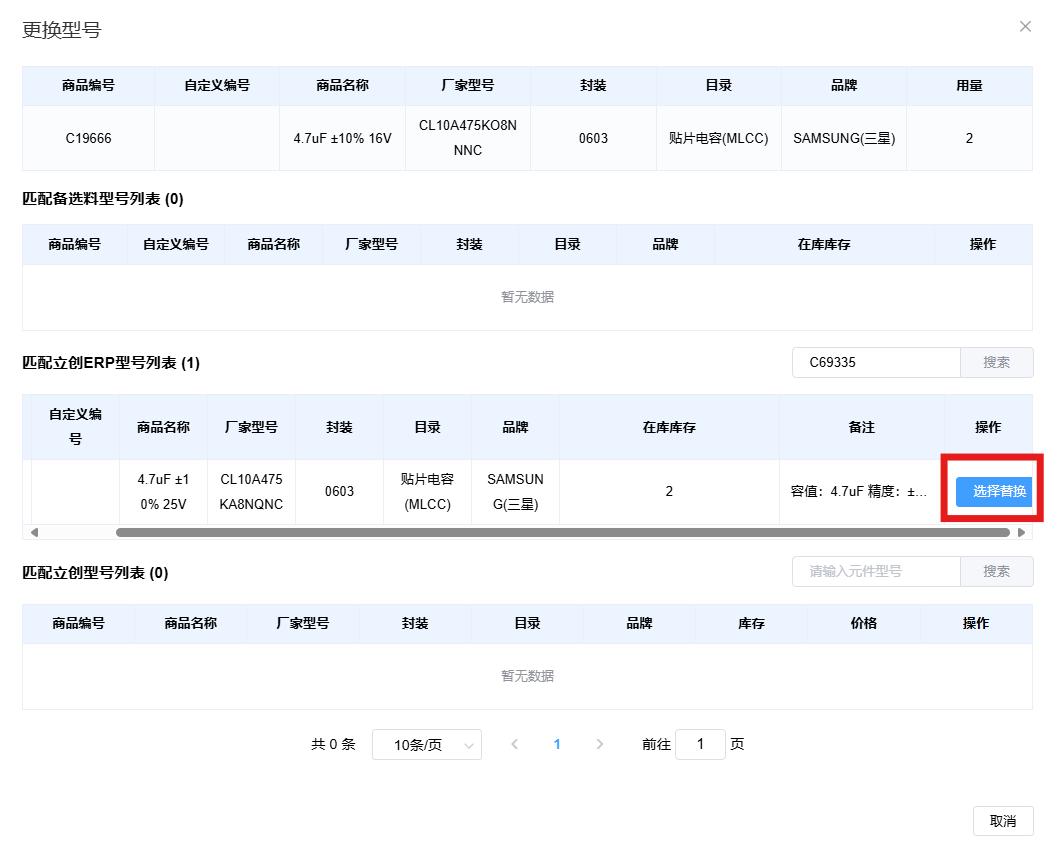 更换型号
商品编号 自定义编号 商品名称 厂家型号 封装 目录 品牌 用量
C19666 4.7uF ±10% 16V CL10A475KO8N 0603 贴片电容(MLCC) SAMSUNG(三星) 2
NNC
匹配备选料型号列表 (0)
商品编号 自定义编号 商品名称 厂家型号 封装 目录 品牌 在库库存 操作
暂无数据
匹配立创ERP型号列表 (1) C69335 搜索
自定义编 商品名称 厂家型号 封装 目录 品牌 在库库存 备注 操作
号
4.7uF ±1 CL10A475 0603 贴片电容 SAMSUN 2 容值：4.7uF 精度：±... 选择替换
0% 25V KA8NQNC (MLCC) G(三星)
匹配立创型号列表 (0) 请输入元件型号 搜索
商品编号 商品名称 厂家型号 封装 目录 品牌 库存 价格 操作
暂无数据
共 0 条 10条/页 1 前往 1 页
取消